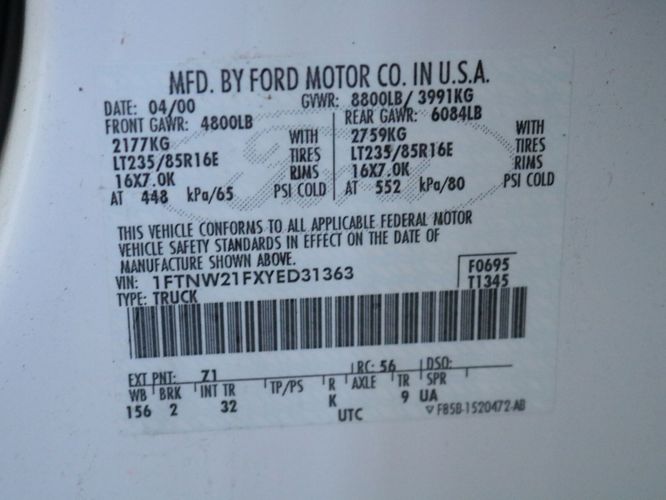 MFD. BY FORD MOTOR CO. IN U.S.A.
DATE: 04/00 GVWR: 8800LB/ 3991KG
FRONT GAWR: 4800LB REAR GAWR: 6084LB
2177KG WITH 2759KG WITH
LT235/85R16E TIRES LT235/85R16E TIRES
16X7.0K RIMS 16X7.0K RIMS
AT 448 kPa/65 PSI COLD AT 552 kPa/80 PSI COLD
THIS VEHICLE CONFORMS TO ALL APPLICABLE FEDERAL MOTOR
VEHICLE SAFETY STANDARDS IN EFFECT ON THE DATE OF
MANUFACTURE SHOWN ABOVE.
VIN: 1FTNW21FXYED31363 F0695
TYPE: TRUCK T1345
EXT PNT: Z1 RC: 56 DSO:
WB BRK INT TR TP/PS R AXLE TR SPR
156 2 32 K 9 UA
UTC F85B-1520472-AB